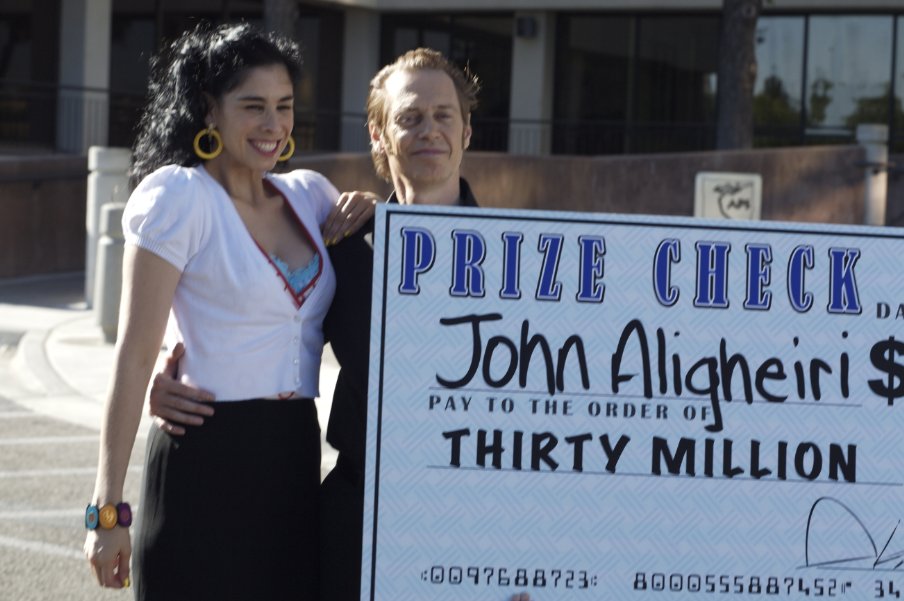 PRIZE CHECK
DA
John Aligheiri $
PAY TO THE ORDER OF
THIRTY MILLION
⑆0097688723⑆ 8000555887452⑈ 34